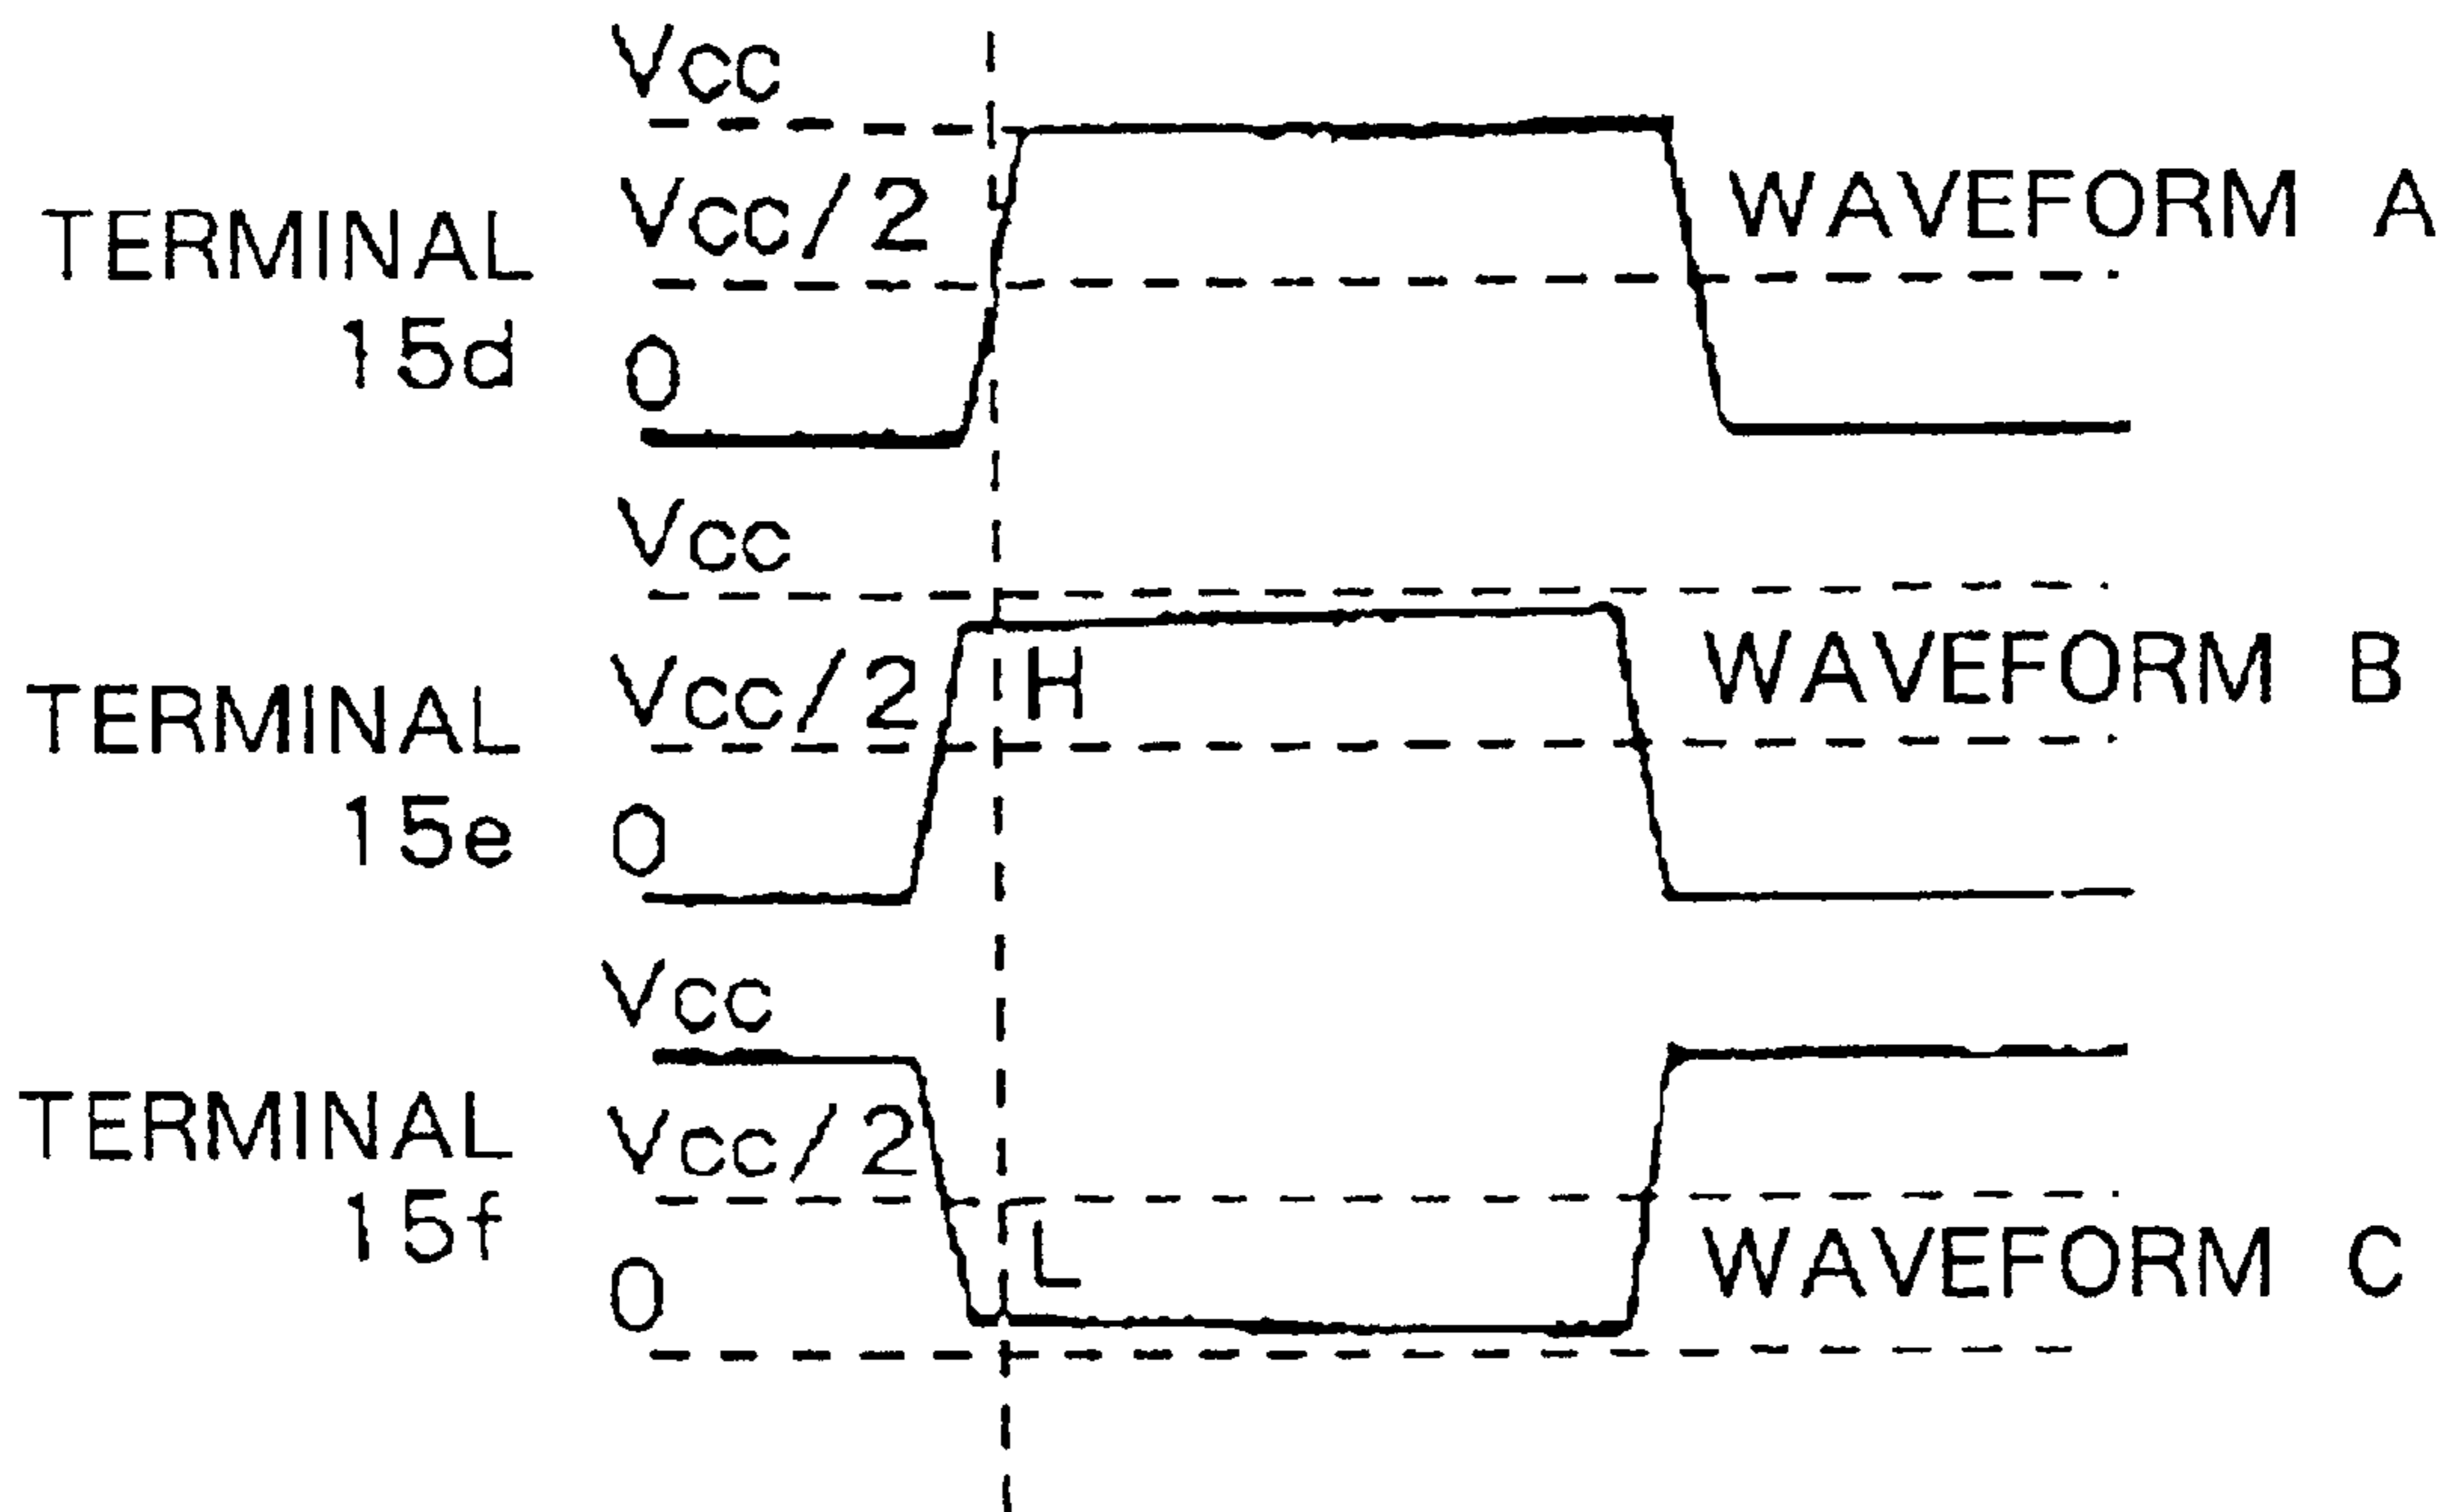 Vcc
TERMINAL Vcc/2 WAVEFORM A
15d 0
Vcc
TERMINAL Vcc/2 H WAVEFORM B
15e 0
Vcc
TERMINAL Vcc/2
15f L WAVEFORM C
0